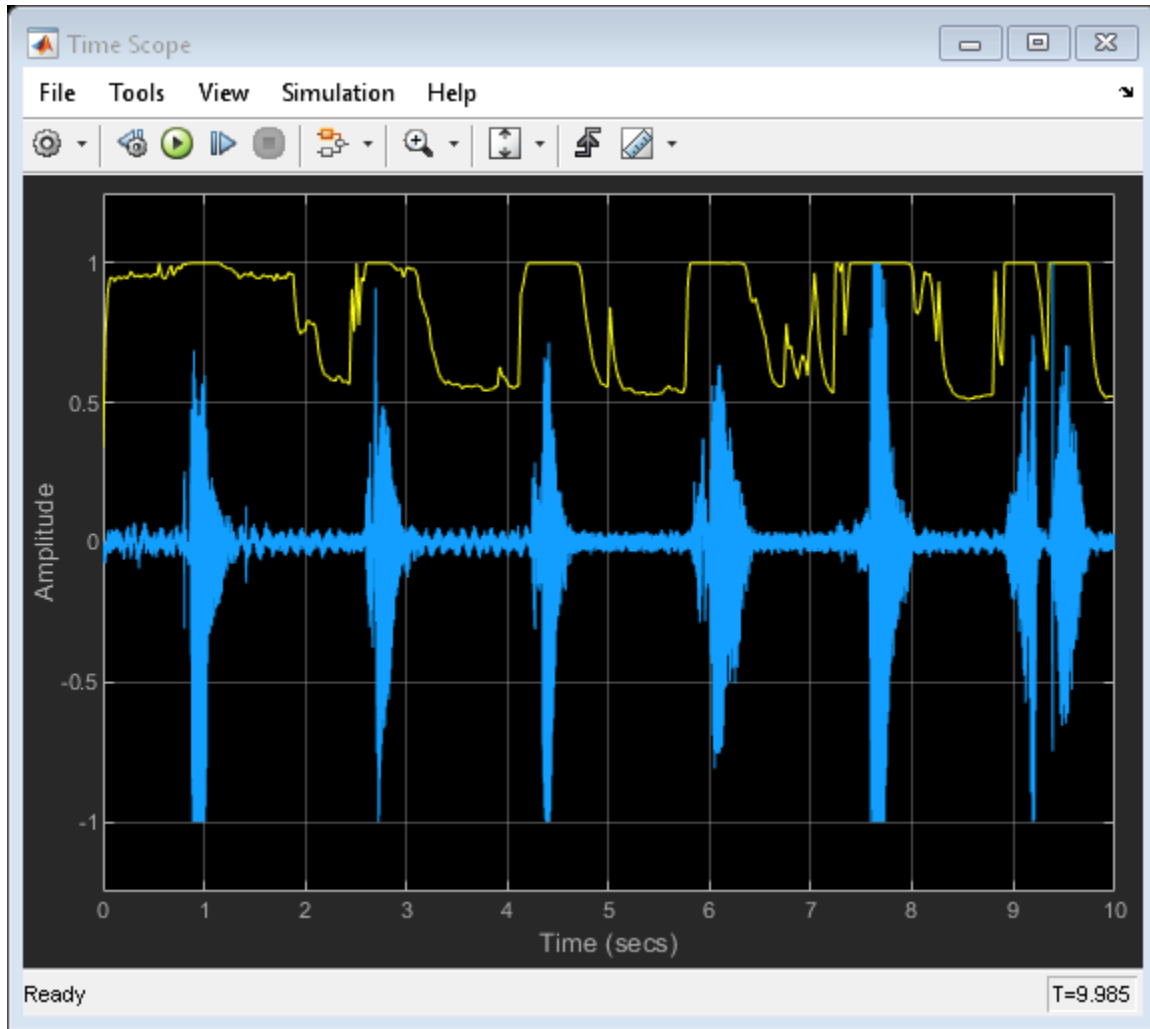 Time Scope
File Tools View Simulation Help
1
0.5
0
-0.5
-1
Amplitude
0 1 2 3 4 5 6 7 8 9 10
Time (secs)
Ready T=9.985